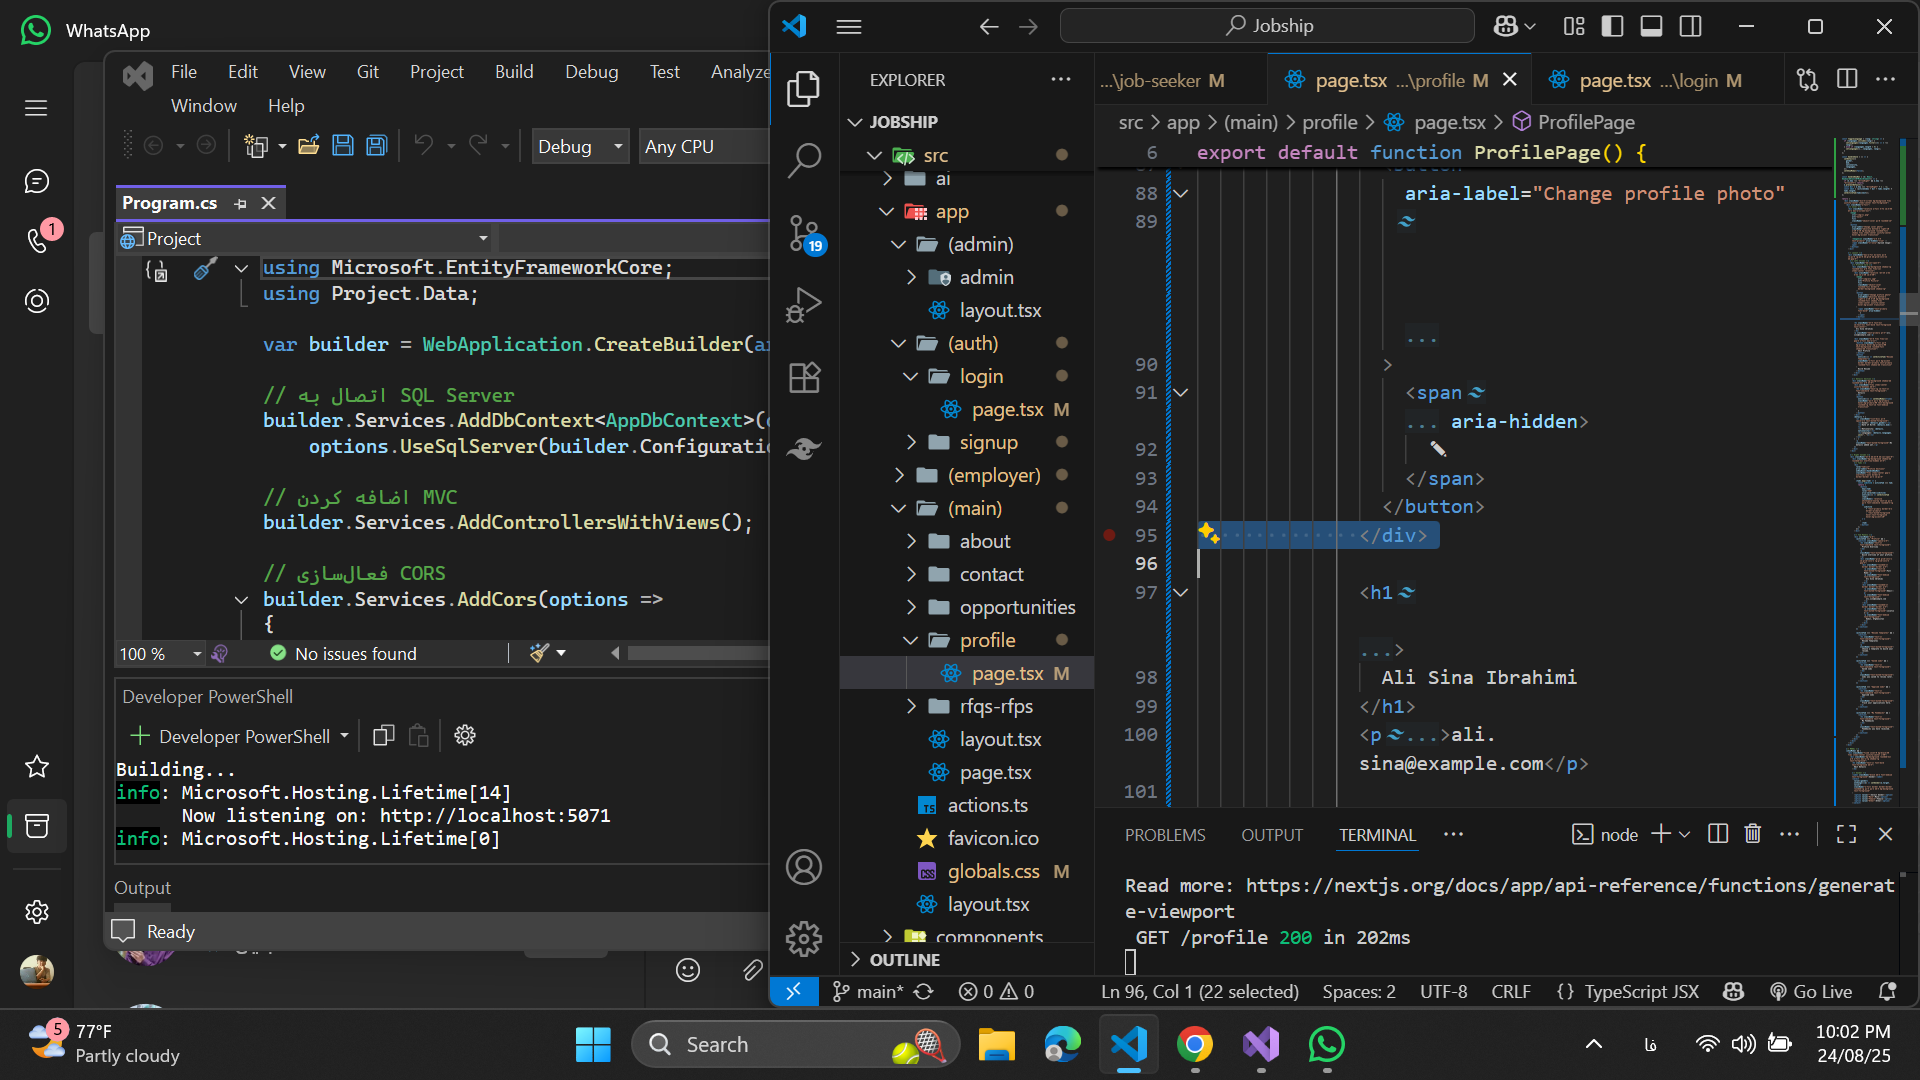 WhatsApp
File Edit View Git Project Build Debug Test Analyze
Window Help
Debug Any CPU
Program.cs
Project
using Microsoft.EntityFrameworkCore;
using Project.Data;
var builder = WebApplication.CreateBuilder(ar
// اتصال به SQL Server
builder.Services.AddDbContext<AppDbContext>(o
options.UseSqlServer(builder.Configuratio
// اضافه کردن MVC
builder.Services.AddControllersWithViews();
// فعال‌سازی CORS
builder.Services.AddCors(options =>
{
100 % No issues found
Developer PowerShell
Developer PowerShell
Building...
info: Microsoft.Hosting.Lifetime[14]
Now listening on: http://localhost:5071
info: Microsoft.Hosting.Lifetime[0]
Output
Ready
1
Jobship
EXPLORER
JOBSHIP
src
ai
app
(admin)
admin
layout.tsx
(auth)
login
page.tsx M
signup
(employer)
(main)
about
contact
opportunities
profile
page.tsx M
rfqs-rfps
layout.tsx
page.tsx
actions.ts
favicon.ico
globals.css M
layout.tsx
components
OUTLINE
19
...\job-seeker M page.tsx ...\profile M page.tsx ...\login M
src > app > (main) > profile > page.tsx > ProfilePage
6 export default function ProfilePage() {
88 aria-label="Change profile photo"
89
...
90 >
91 <span
... aria-hidden>
92
93 </span>
94 </button>
95 </div>
96
97 <h1
...>
98 Ali Sina Ibrahimi
99 </h1>
100 <p ...>ali.
sina@example.com</p>
101
PROBLEMS OUTPUT TERMINAL node
Read more: https://nextjs.org/docs/app/api-reference/functions/generat
e-viewport
GET /profile 200 in 202ms
main* 0 0 Ln 96, Col 1 (22 selected) Spaces: 2 UTF-8 CRLF {} TypeScript JSX Go Live
5 77°F
Partly cloudy
Search
فا
10:02 PM
24/08/25